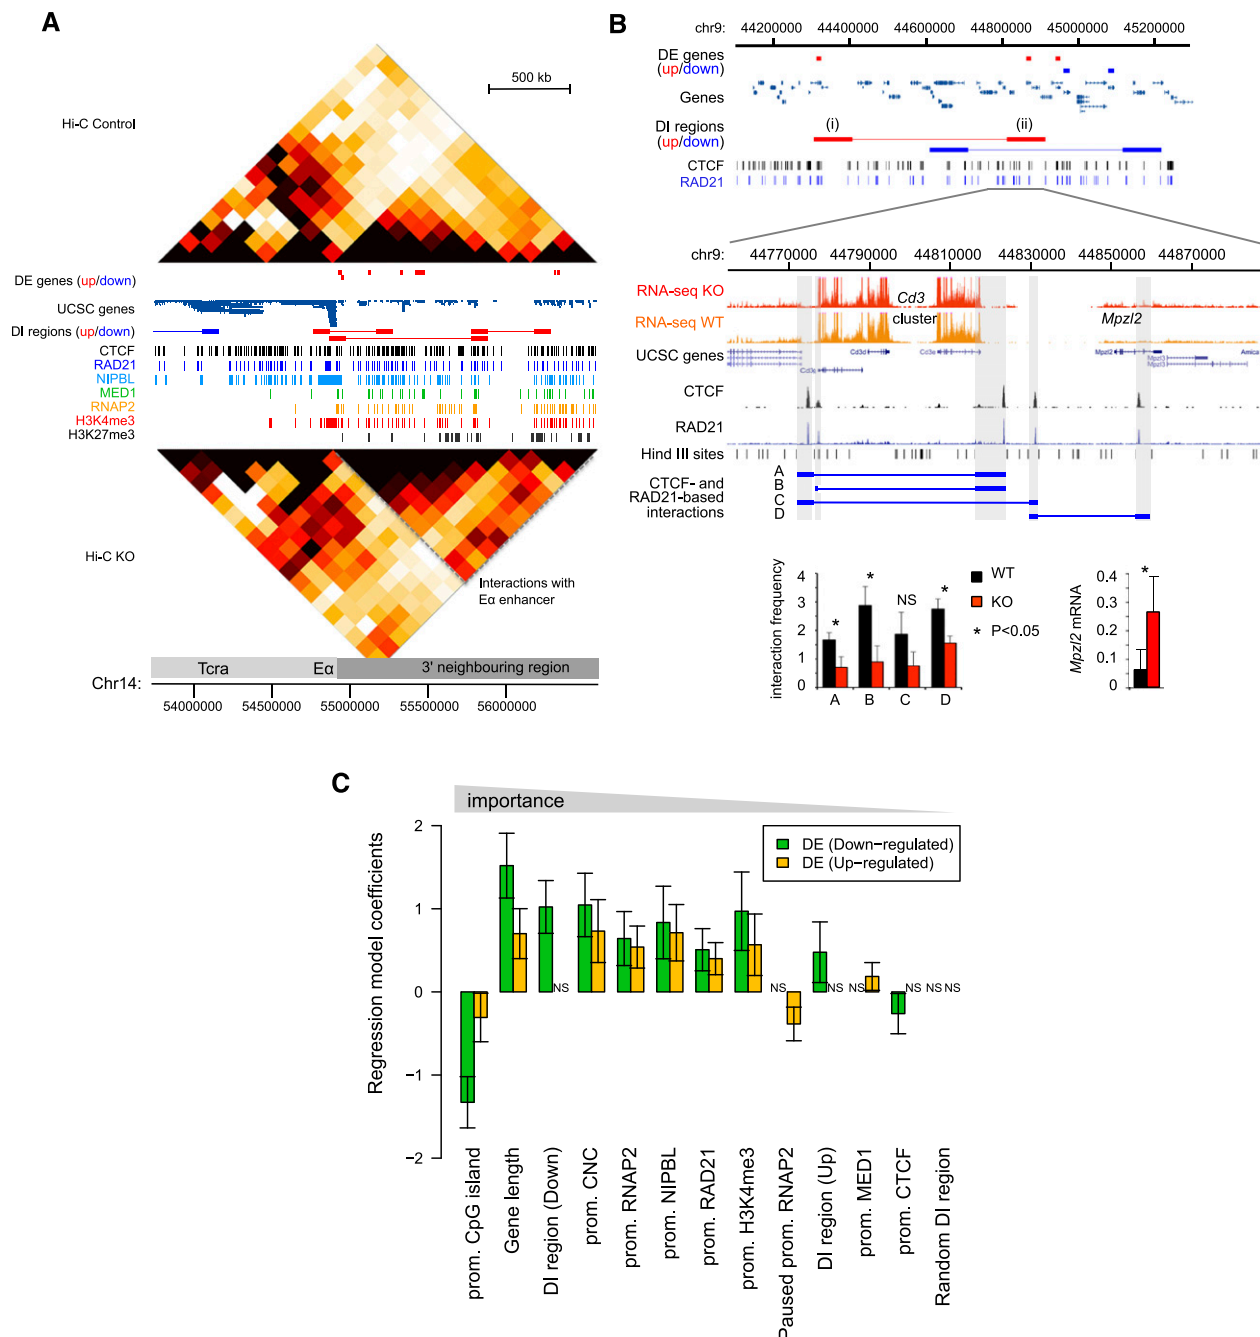 A
500 kb
Hi-C Control
DE genes (up/down)
UCSC genes
DI regions (up/down)
CTCF
RAD21
NIPBL
MED1
RNAP2
H3K4me3
H3K27me3
Hi-C KO
Interactions with
Eα enhancer
Tcra Eα 3' neighbouring region
Chr14:
54000000 54500000 55000000 55500000 56000000
B
chr9: 44200000 44400000 44600000 44800000 45000000 45200000
DE genes
(up/down)
Genes
DI regions (i) (ii)
(up/down)
CTCF
RAD21
chr9: 44770000 44790000 44810000 44830000 44850000 44870000
RNA-seq KO
Cd3
RNA-seq WT cluster Mpzl2
UCSC genes
Cd3d Cd3e Mpzl2 Mpzl3 Amica
Cd3g Mpzl3
CTCF
RAD21
Hind III sites
A
CTCF- and B
RAD21-based C
interactions D
interaction frequency
4
3
2
1
0
* * NS *
A B C D
WT
KO
* P<0.05
Mpzl2 mRNA
0.4
0.3
0.2
0.1
0
*
C
importance
Regression model coefficients
2
1
0
−1
−2
DE (Down−regulated)
DE (Up−regulated)
NS NS NS NS NS NS NS
prom. CpG island
Gene length
DI region (Down)
prom. CNC
prom. RNAP2
prom. NIPBL
prom. RAD21
prom. H3K4me3
Paused prom. RNAP2
DI region (Up)
prom. MED1
prom. CTCF
Random DI region